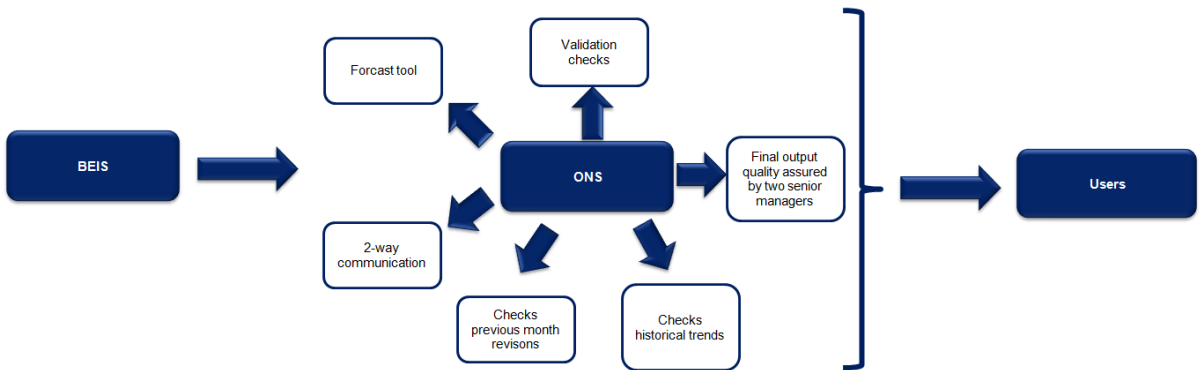 BEIS
Forcast tool
Validation
checks
ONS
Final output
quality assured
by two senior
managers
2-way
communication
Checks
previous month
revisons
Checks
historical trends
Users